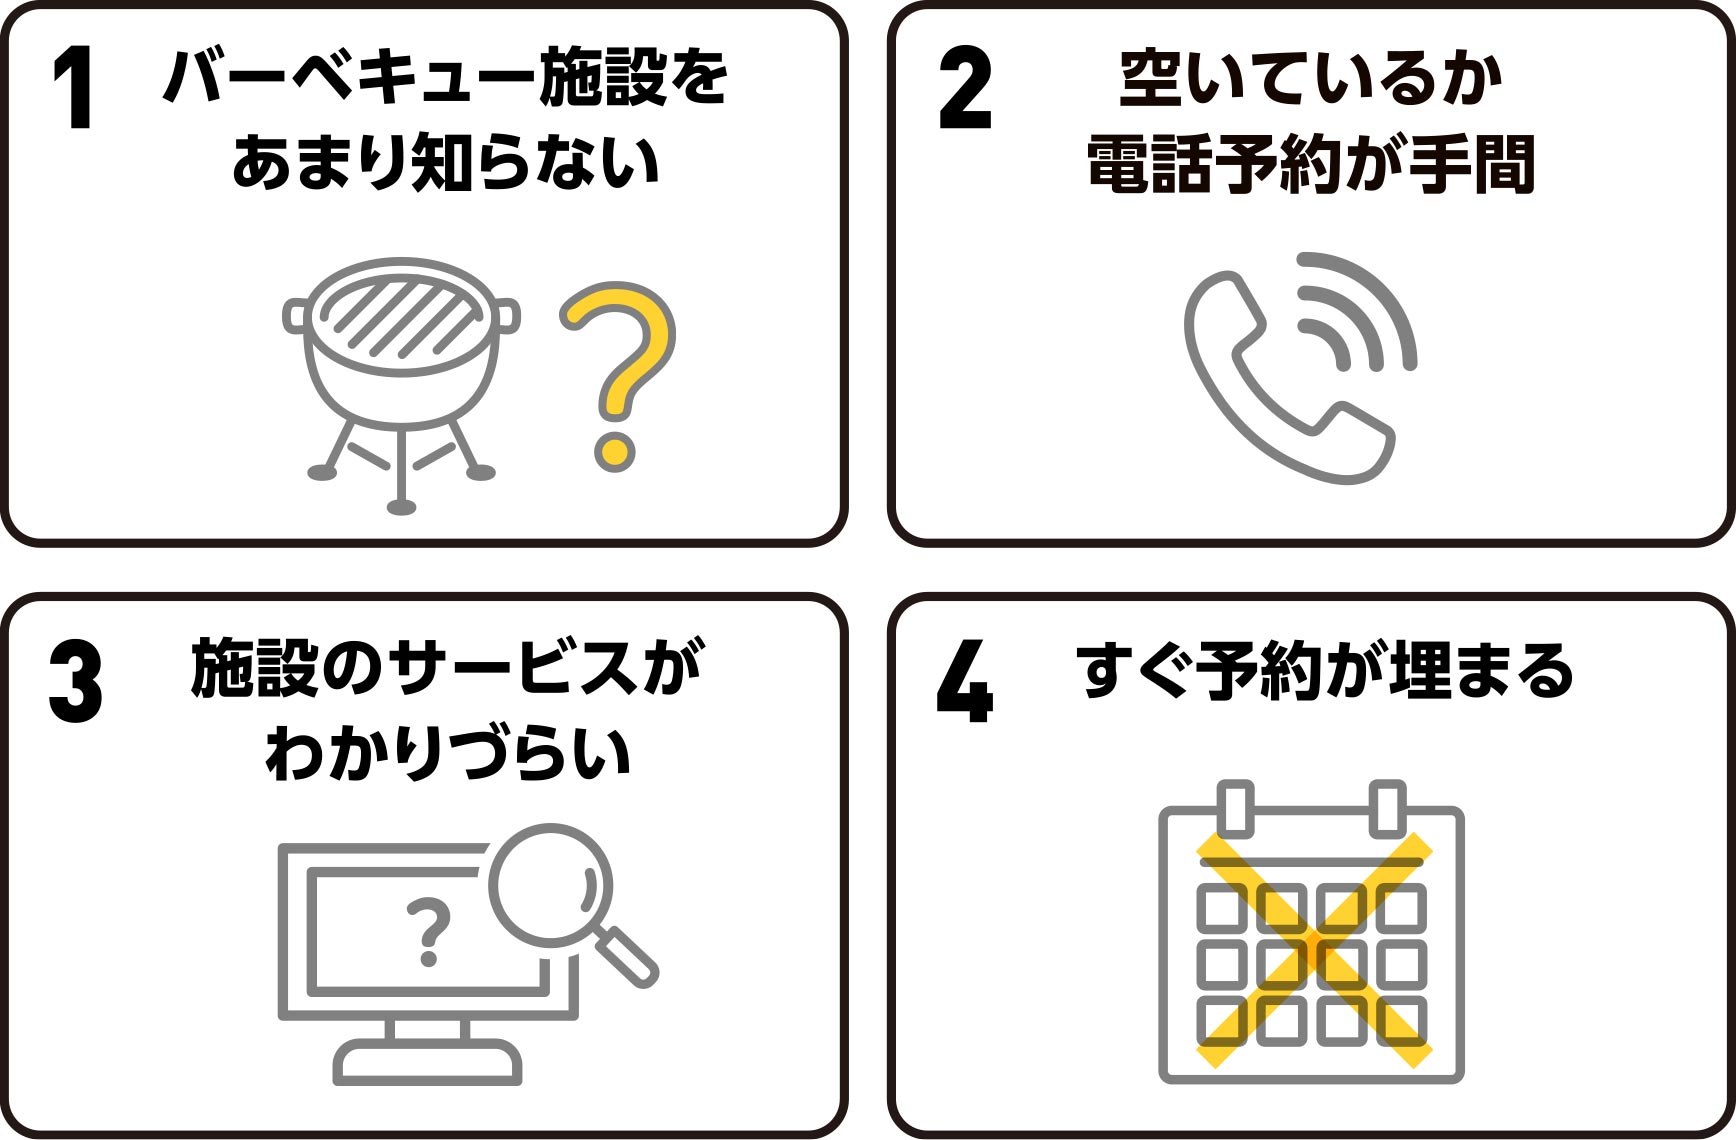 1
バーベキュー施設を
あまり知らない
?
2
空いているか
電話予約が手間
3
施設のサービスが
わかりづらい
?
4
すぐ予約が埋まる